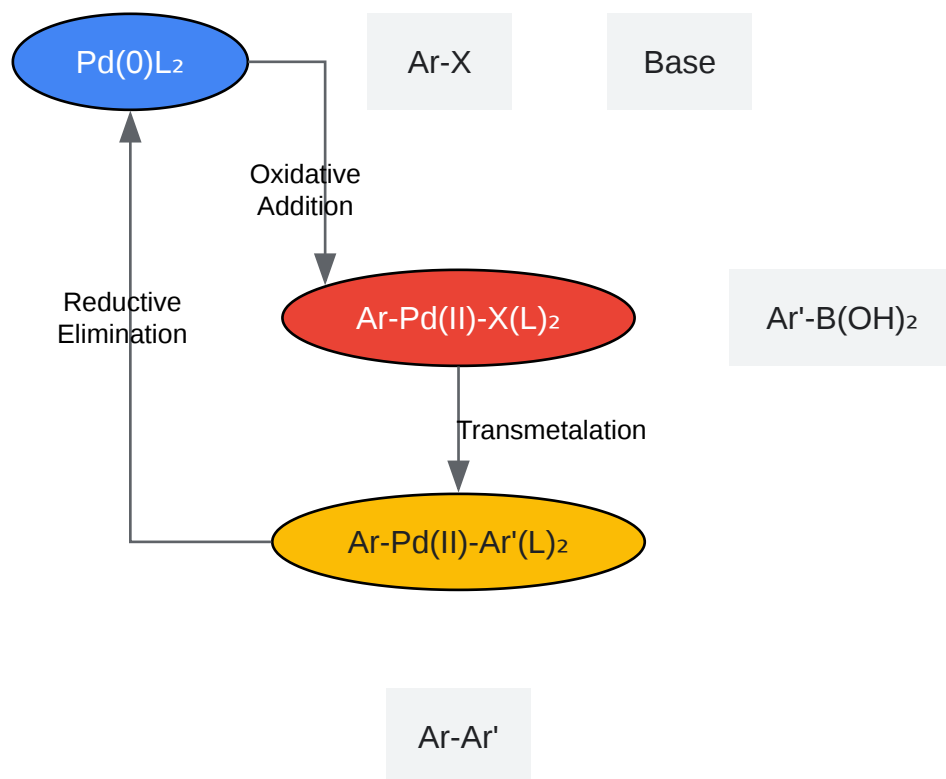 Pd(0)L₂
Ar-X
Base
Oxidative
Addition
Reductive
Elimination
Ar-Pd(II)-X(L)₂
Ar'-B(OH)₂
Transmetalation
Ar-Pd(II)-Ar'(L)₂
Ar-Ar'